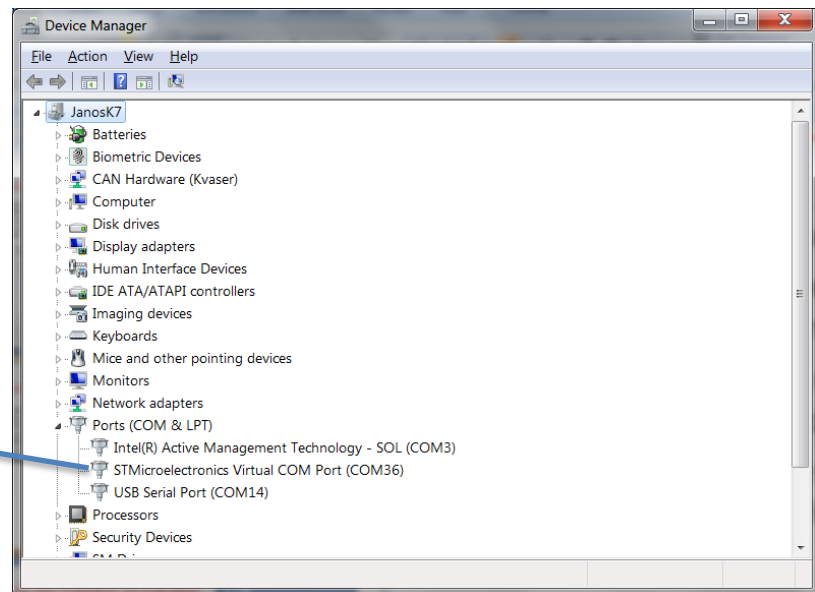 Device Manager
File Action View Help
JanosK7
Batteries
Biometric Devices
CAN Hardware (Kvaser)
Computer
Disk drives
Display adapters
Human Interface Devices
IDE ATA/ATAPI controllers
Imaging devices
Keyboards
Mice and other pointing devices
Monitors
Network adapters
Ports (COM & LPT)
Intel(R) Active Management Technology - SOL (COM3)
STMicroelectronics Virtual COM Port (COM36)
USB Serial Port (COM14)
Processors
Security Devices